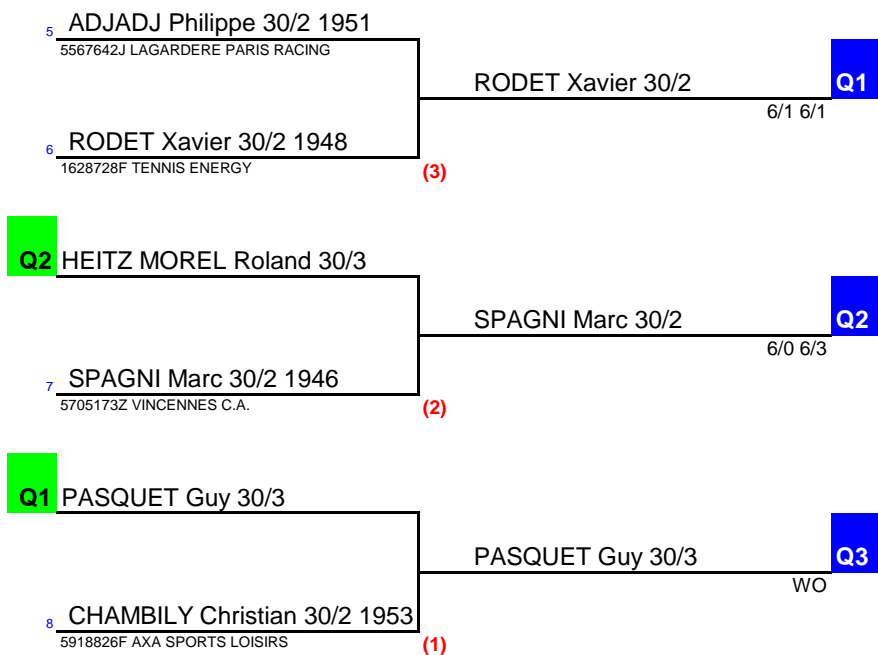 5 ADJADJ Philippe 30/2 1951
5567642J LAGARDERE PARIS RACING
RODET Xavier 30/2 Q1
6/1 6/1
6 RODET Xavier 30/2 1948
1628728F TENNIS ENERGY (3)
Q2 HEITZ MOREL Roland 30/3
SPAGNI Marc 30/2 Q2
6/0 6/3
7 SPAGNI Marc 30/2 1946
5705173Z VINCENNES C.A. (2)
Q1 PASQUET Guy 30/3
PASQUET Guy 30/3 Q3
WO
8 CHAMBILY Christian 30/2 1953
5918826F AXA SPORTS LOISIRS (1)